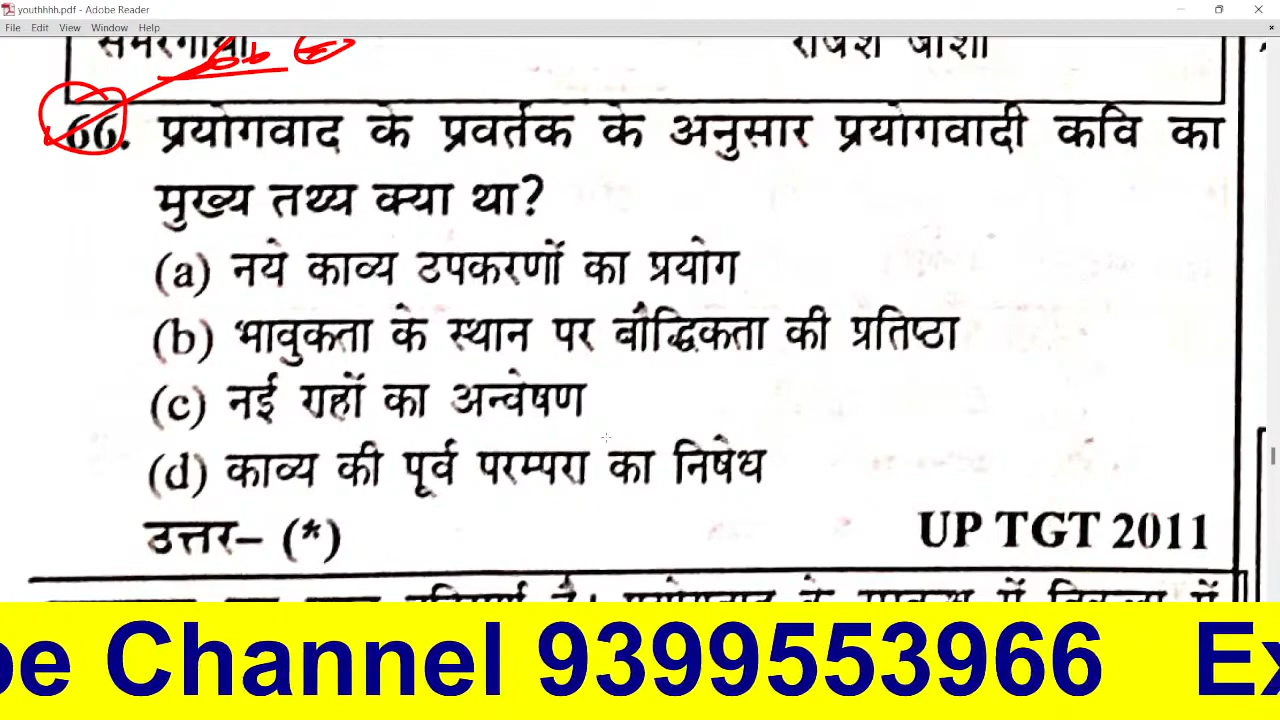 youthhhh.pdf - Adobe Reader
File Edit View Window Help
समरगाथा राजेश जोशी
66. प्रयोगवाद के प्रवर्तक के अनुसार प्रयोगवादी कवि का
मुख्य तथ्य क्या था?
(a) नये काव्य उपकरणों का प्रयोग
(b) भावुकता के स्थान पर बौद्धिकता की प्रतिष्ठा
(c) नई राहों का अन्वेषण
(d) काव्य की पूर्व परम्परा का निषेध
उत्तर– (*) UP TGT 2011
be Channel 9399553966 Ex